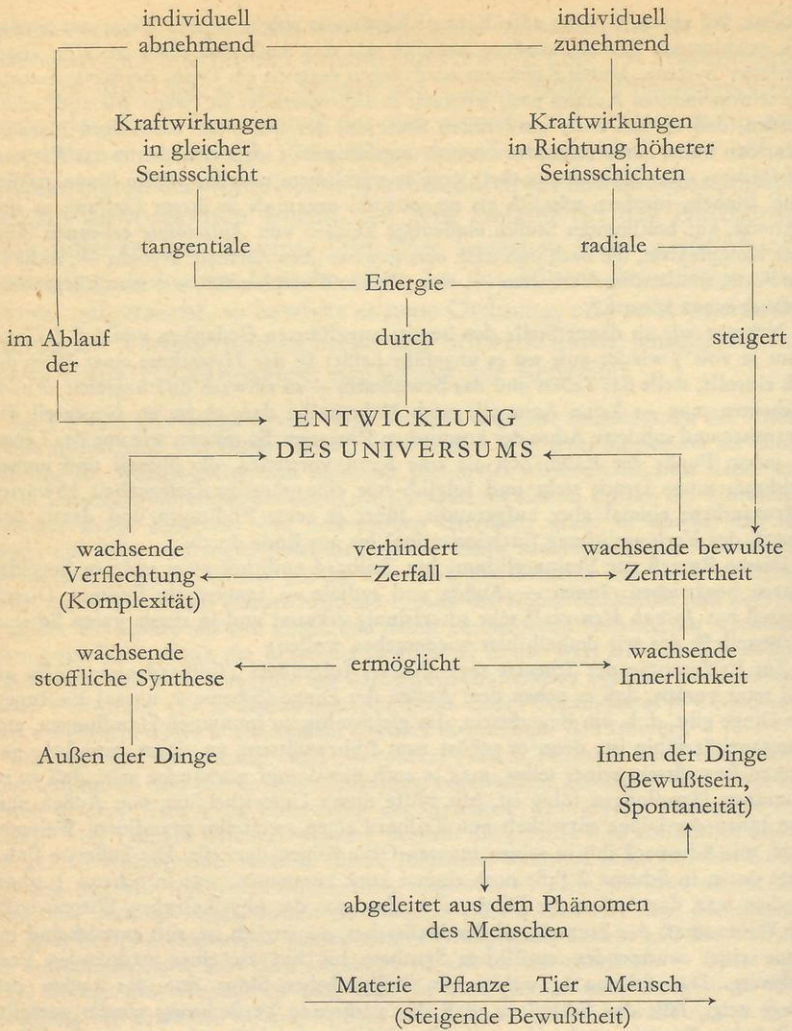 individuell individuell
abnehmend zunehmend
Kraftwirkungen Kraftwirkungen
in gleicher in Richtung höherer
Seinsschicht Seinsschichten
tangentiale radiale
Energie
im Ablauf durch steigert
der
ENTWICKLUNG
DES UNIVERSUMS
wachsende verhindert wachsende bewußte
Verflechtung Zerfall Zentriertheit
(Komplexität)
wachsende wachsende
stoffliche Synthese ermöglicht Innerlichkeit
Außen der Dinge Innen der Dinge
(Bewußtsein,
Spontaneität)
abgeleitet aus dem Phänomen
des Menschen
Materie Pflanze Tier Mensch
(Steigende Bewußtheit)